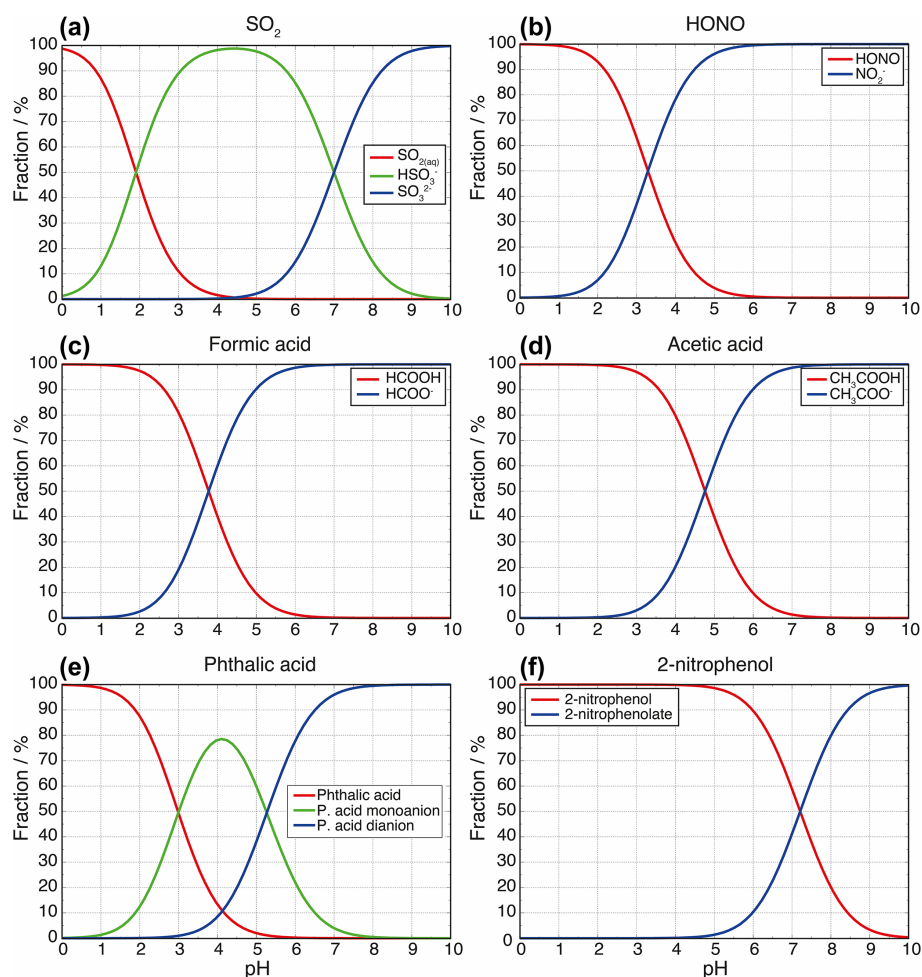 (a) SO₂
Fraction / %
100
90
80
70
60
50
40
30
20
10
0
SO₂₍aq₎
HSO₃⁻
SO₃²⁻
0 1 2 3 4 5 6 7 8 9 10
(b) HONO
Fraction / %
100
90
80
70
60
50
40
30
20
10
0
HONO
NO₂⁻
0 1 2 3 4 5 6 7 8 9 10
(c) Formic acid
Fraction / %
100
90
80
70
60
50
40
30
20
10
0
HCOOH
HCOO⁻
0 1 2 3 4 5 6 7 8 9 10
(d) Acetic acid
Fraction / %
100
90
80
70
60
50
40
30
20
10
0
CH₃COOH
CH₃COO⁻
0 1 2 3 4 5 6 7 8 9 10
(e) Phthalic acid
Fraction / %
100
90
80
70
60
50
40
30
20
10
0
Phthalic acid
P. acid monoanion
P. acid dianion
0 1 2 3 4 5 6 7 8 9 10
pH
(f) 2-nitrophenol
Fraction / %
100
90
80
70
60
50
40
30
20
10
0
2-nitrophenol
2-nitrophenolate
0 1 2 3 4 5 6 7 8 9 10
pH